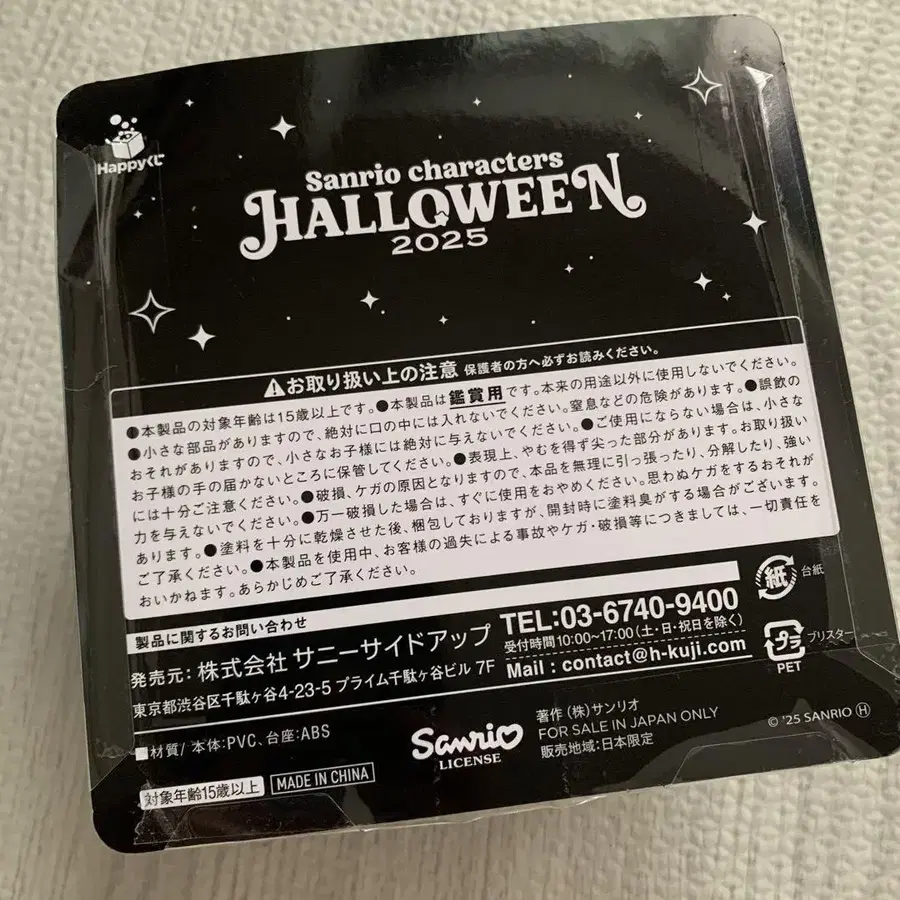 Happyくじ
Sanrio characters
HALLOWEEN
2025
⚠お取り扱い上の注意 保護者の方へ必ずお読みください。
●本製品の対象年齢は15歳以上です。●本製品は鑑賞用です。本来の用途以外に使用しないでください。
●小さな部品がありますので、絶対に口の中には入れないでください。窒息などの危険があります。●誤飲の
おそれがありますので、小さなお子様には絶対に与えないでください。●ご使用にならない場合は、小さな
お子様の手の届かないところに保管してください。●表現上、やむを得ず尖った部分があります。お取り扱い
には十分ご注意ください。●破損、ケガの原因となりますので、本品を無理に引っ張ったり、分解したり、強い
力を与えないでください。●万一破損した場合は、すぐに使用をおやめください。思わぬケガをするおそれが
あります。●塗料を十分に乾燥させた後、梱包しておりますが、開封時に塗料臭がする場合がございます。
ご了承ください。●本製品を使用中、お客様の過失による事故やケガ・破損等につきましては、一切責任を
おいかねます。あらかじめご了承ください。
製品に関するお問い合わせ
発売元: 株式会社 サニーサイドアップ
東京都渋谷区千駄ヶ谷4-23-5 プライム千駄ヶ谷ビル 7F
TEL:03-6740-9400
受付時間10:00~17:00(土・日・祝日を除く)
Mail : contact@h-kuji.com
紙 台紙
プラ ブリスター
PET
■材質/ 本体:PVC、台座:ABS
対象年齢15歳以上
MADE IN CHINA
Sanrio
LICENSE
著作 (株)サンリオ
FOR SALE IN JAPAN ONLY
販売地域:日本限定
© '25 SANRIO Ⓗ